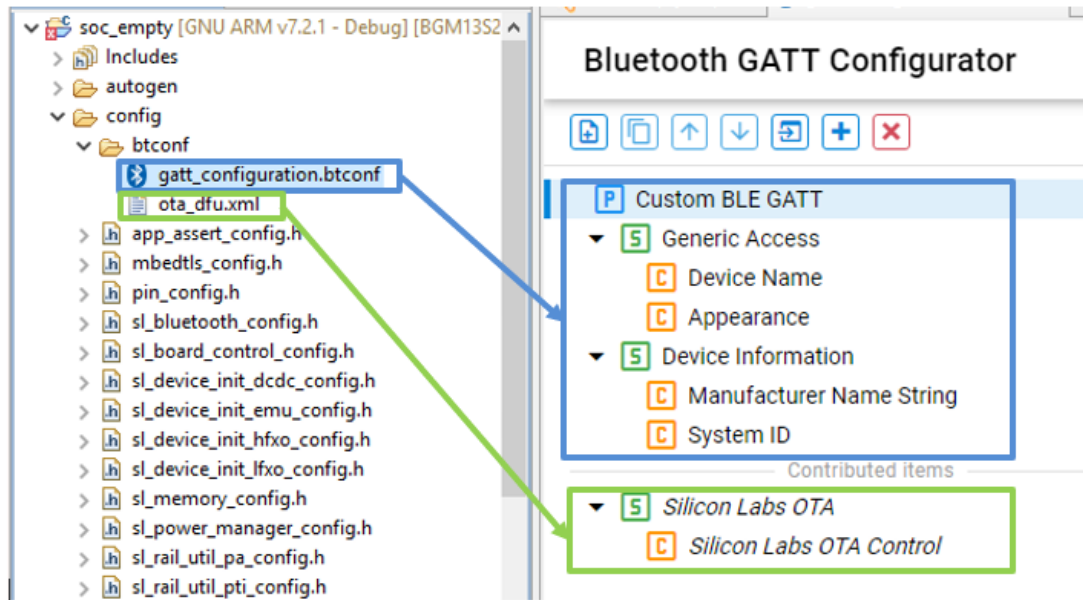 soc_empty [GNU ARM v7.2.1 - Debug] [BGM13S2
Includes
autogen
config
btconf
gatt_configuration.btconf
ota_dfu.xml
app_assert_config.h
mbedtls_config.h
pin_config.h
sl_bluetooth_config.h
sl_board_control_config.h
sl_device_init_dcdc_config.h
sl_device_init_emu_config.h
sl_device_init_hfxo_config.h
sl_device_init_lfxo_config.h
sl_memory_config.h
sl_power_manager_config.h
sl_rail_util_pa_config.h
sl_rail_util_pti_config.h
Bluetooth GATT Configurator
P Custom BLE GATT
S Generic Access
C Device Name
C Appearance
S Device Information
C Manufacturer Name String
C System ID
Contributed items
S Silicon Labs OTA
C Silicon Labs OTA Control